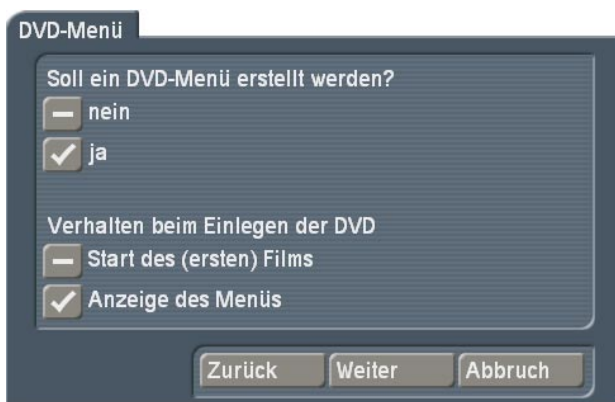 DVD-Menü
Soll ein DVD-Menü erstellt werden?
nein
ja
Verhalten beim Einlegen der DVD
Start des (ersten) Films
Anzeige des Menüs
Zurück Weiter Abbruch